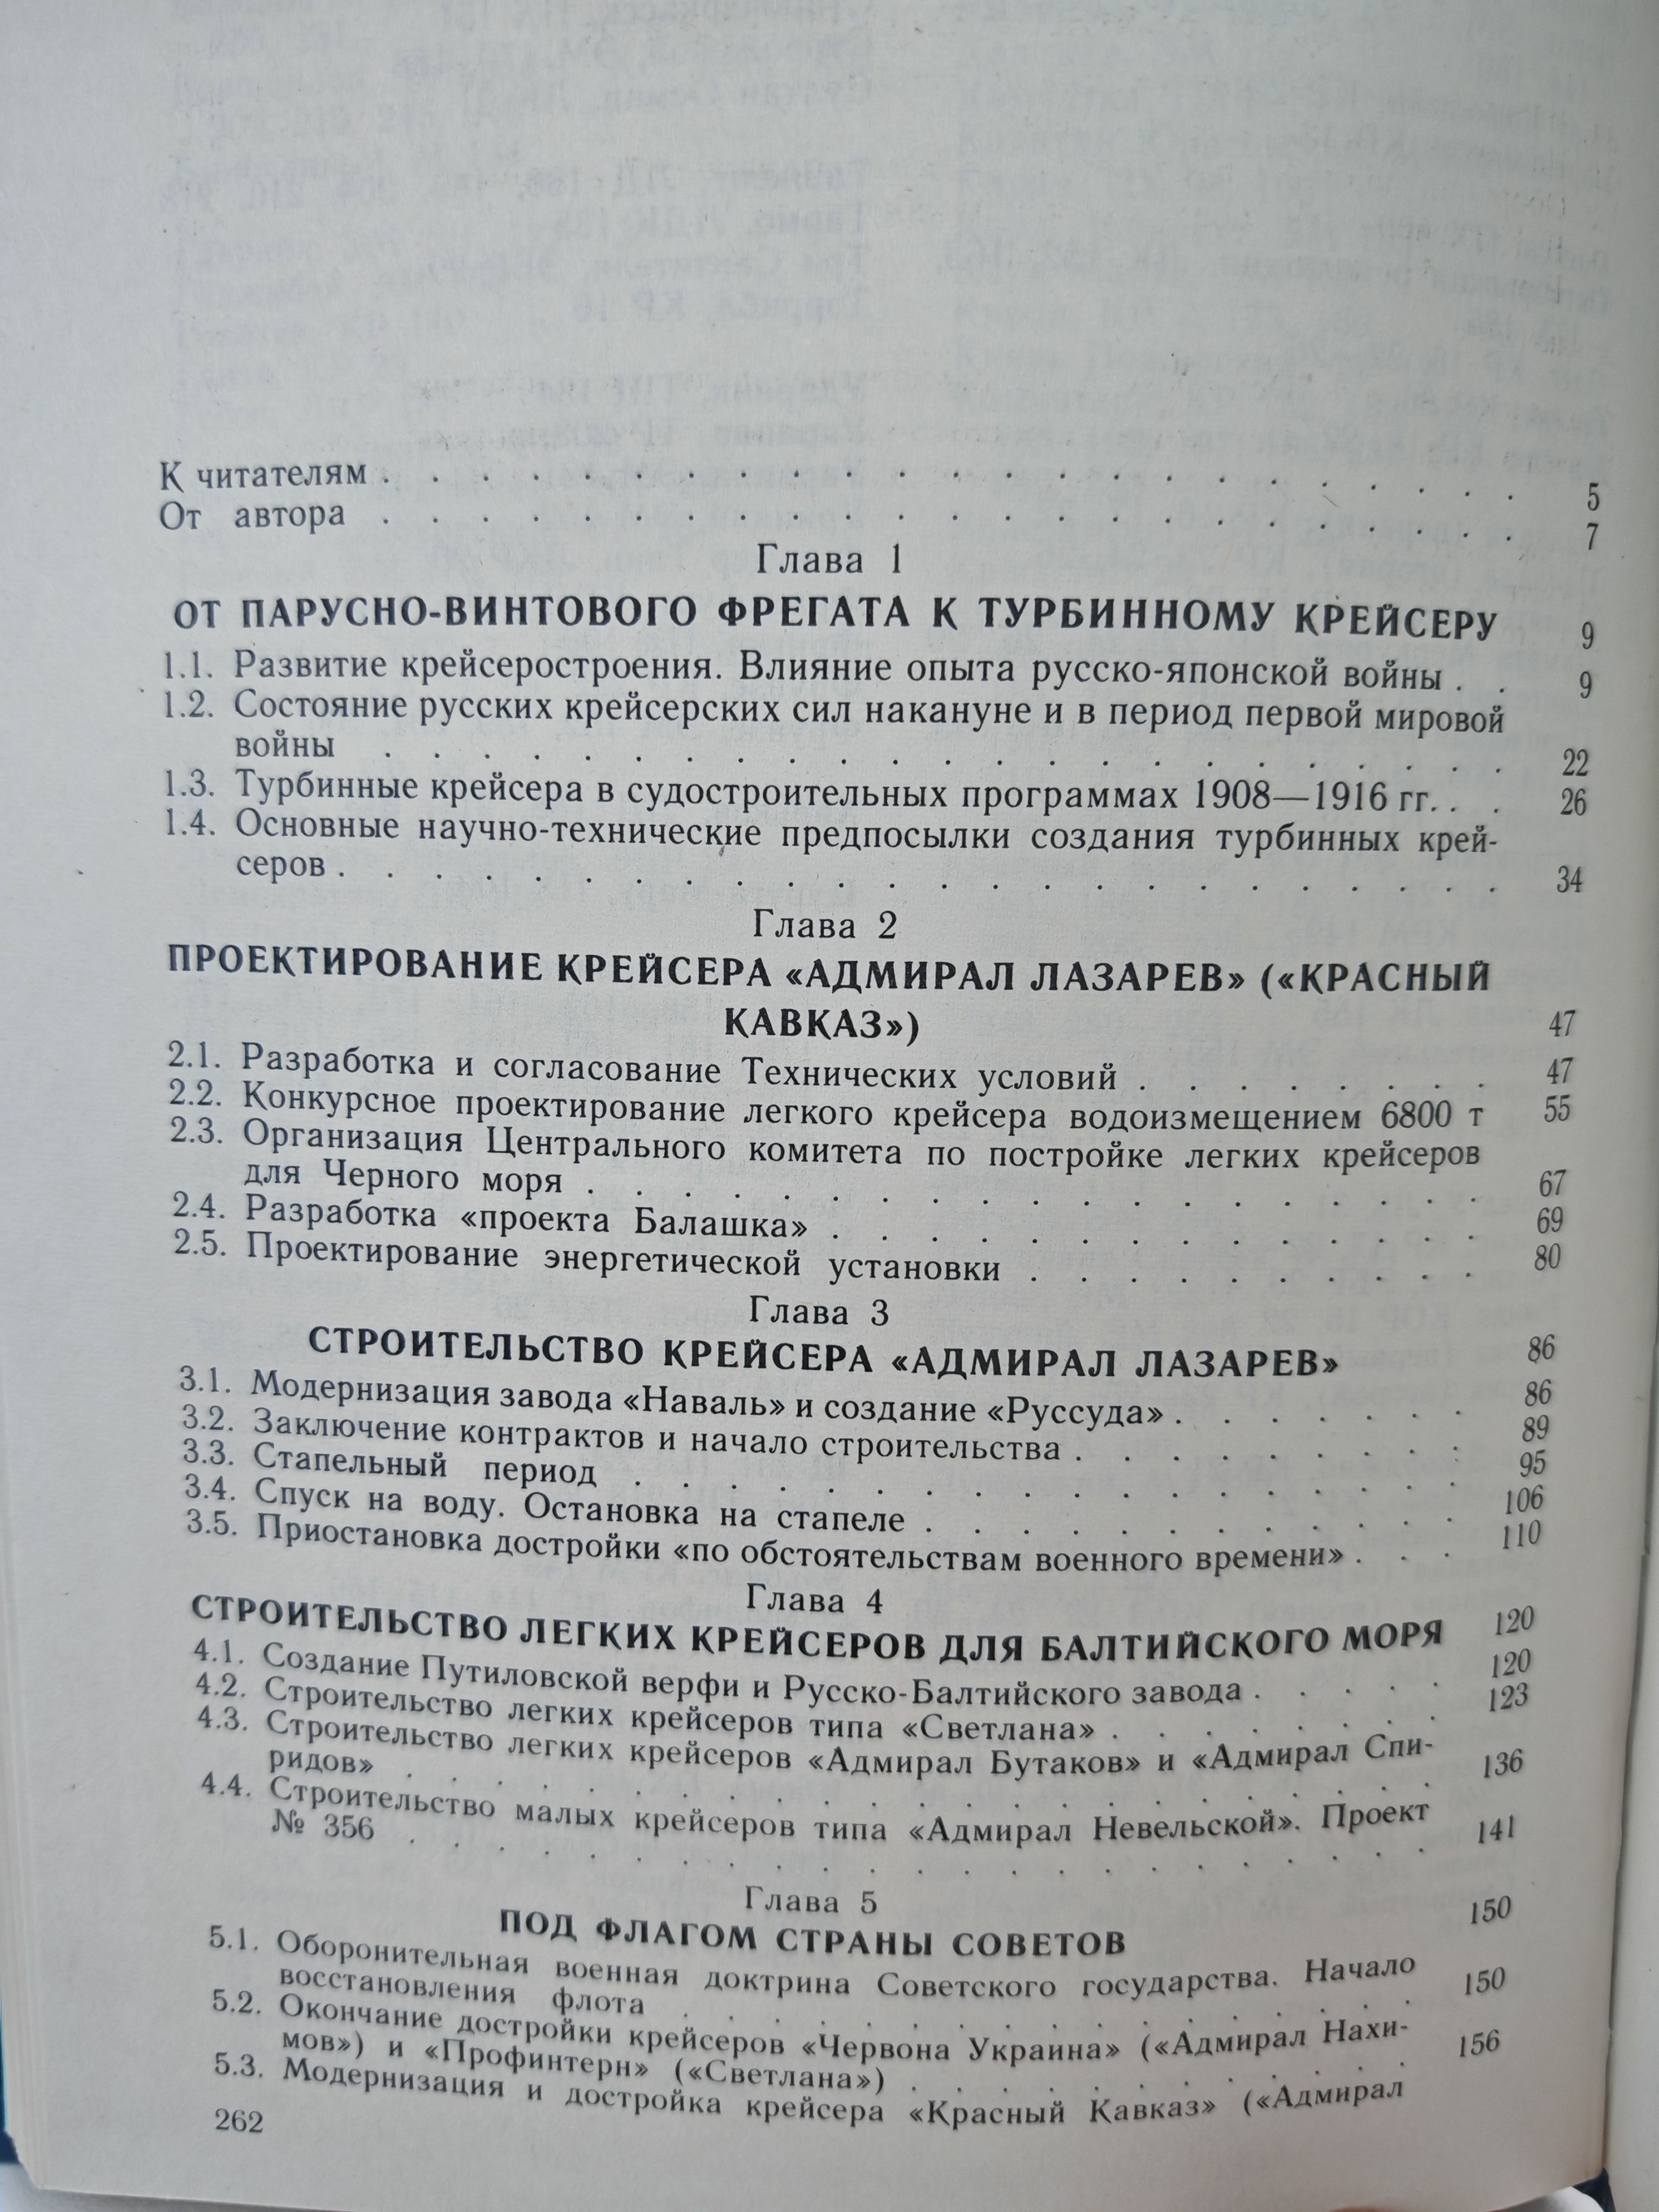 К читателям . . . . . . . . . . . . . . . . . . . . . . . 5
От автора . . . . . . . . . . . . . . . . . . . . . . . 7
Глава 1
ОТ ПАРУСНО-ВИНТОВОГО ФРЕГАТА К ТУРБИННОМУ КРЕЙСЕРУ 9
1.1. Развитие крейсеростроения. Влияние опыта русско-японской войны . . 9
1.2. Состояние русских крейсерских сил накануне и в период первой мировой
войны . . . . . . . . . . . . . . . . . . . . . . . 22
1.3. Турбинные крейсера в судостроительных программах 1908—1916 гг. . . 26
1.4. Основные научно-технические предпосылки создания турбинных крей-
серов . . . . . . . . . . . . . . . . . . . . . . . . 34
Глава 2
ПРОЕКТИРОВАНИЕ КРЕЙСЕРА «АДМИРАЛ ЛАЗАРЕВ» («КРАСНЫЙ
КАВКАЗ») 47
2.1. Разработка и согласование Технических условий . . . . . . . . 47
2.2. Конкурсное проектирование легкого крейсера водоизмещением 6800 т 55
2.3. Организация Центрального комитета по постройке легких крейсеров
для Черного моря . . . . . . . . . . . . . . . . . . . 67
2.4. Разработка «проекта Балашка» . . . . . . . . . . . . . . 69
2.5. Проектирование энергетической установки . . . . . . . . . . 80
Глава 3
СТРОИТЕЛЬСТВО КРЕЙСЕРА «АДМИРАЛ ЛАЗАРЕВ» 86
3.1. Модернизация завода «Наваль» и создание «Руссуда» . . . . . . . 86
3.2. Заключение контрактов и начало строительства . . . . . . . . . 89
3.3. Стапельный период . . . . . . . . . . . . . . . . . . 95
3.4. Спуск на воду. Остановка на стапеле . . . . . . . . . . . . 106
3.5. Приостановка достройки «по обстоятельствам военного времени» . . . 110
Глава 4
СТРОИТЕЛЬСТВО ЛЕГКИХ КРЕЙСЕРОВ ДЛЯ БАЛТИЙСКОГО МОРЯ 120
4.1. Создание Путиловской верфи и Русско-Балтийского завода . . . . . 120
4.2. Строительство легких крейсеров типа «Светлана» . . . . . . . . 123
4.3. Строительство легких крейсеров «Адмирал Бутаков» и «Адмирал Спи-
ридов» . . . . . . . . . . . . . . . . . . . . . . . 136
4.4. Строительство малых крейсеров типа «Адмирал Невельской». Проект
№ 356 . . . . . . . . . . . . . . . . . . . . . . . 141
Глава 5
ПОД ФЛАГОМ СТРАНЫ СОВЕТОВ 150
5.1. Оборонительная военная доктрина Советского государства. Начало
восстановления флота . . . . . . . . . . . . . . . . . 150
5.2. Окончание достройки крейсеров «Червона Украина» («Адмирал Нахи-
мов») и «Профинтерн» («Светлана») . . . . . . . . . . . . 156
5.3. Модернизация и достройка крейсера «Красный Кавказ» («Адмирал
262